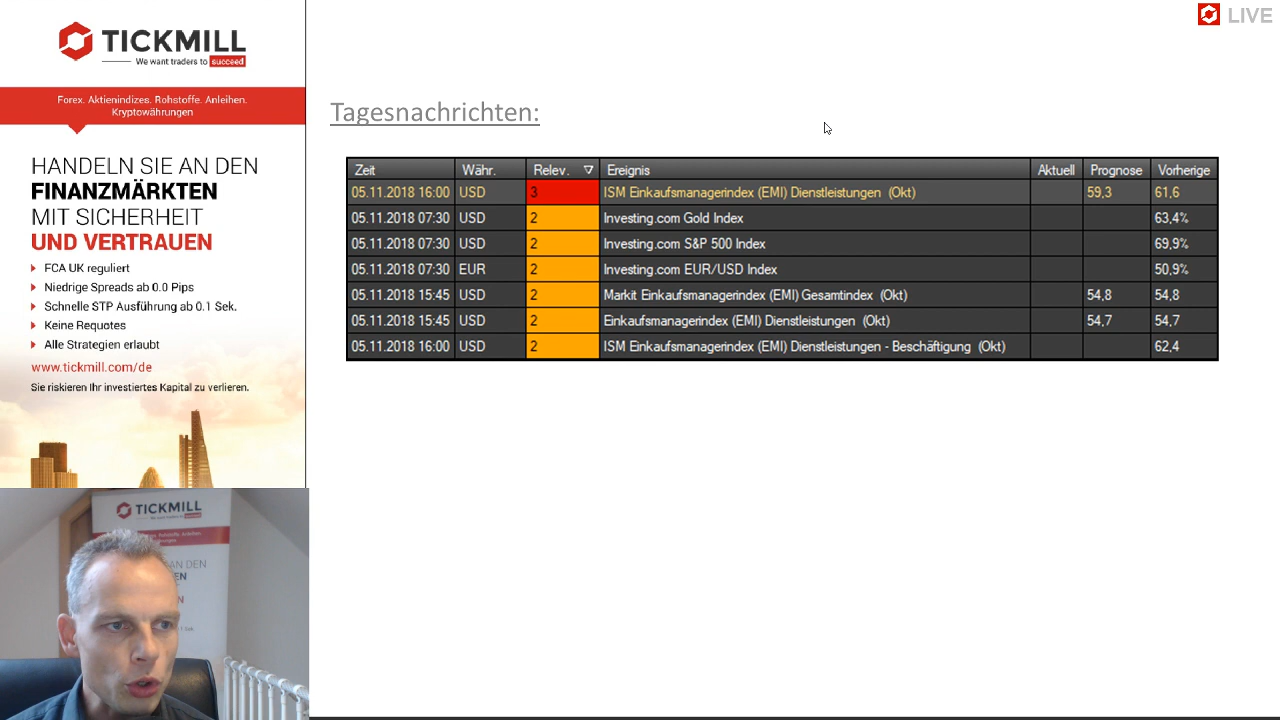 TICKMILL
We want traders to succeed
Forex. Aktienindizes. Rohstoffe. Anleihen.
Kryptowährungen
HANDELN SIE AN DEN
FINANZMÄRKTEN
MIT SICHERHEIT
UND VERTRAUEN
FCA UK reguliert
Niedrige Spreads ab 0.0 Pips
Schnelle STP Ausführung ab 0.1 Sek.
Keine Requotes
Alle Strategien erlaubt
www.tickmill.com/de
Sie riskieren Ihr investiertes Kapital zu verlieren.
LIVE
Tagesnachrichten:
Zeit Währ. Relev. Ereignis Aktuell Prognose Vorherige
05.11.2018 16:00 USD 3 ISM Einkaufsmanagerindex (EMI) Dienstleistungen (Okt) 59,3 61,6
05.11.2018 07:30 USD 2 Investing.com Gold Index 63,4%
05.11.2018 07:30 USD 2 Investing.com S&P 500 Index 69,9%
05.11.2018 07:30 EUR 2 Investing.com EUR/USD Index 50,9%
05.11.2018 15:45 USD 2 Markit Einkaufsmanagerindex (EMI) Gesamtindex (Okt) 54,8 54,8
05.11.2018 15:45 USD 2 Einkaufsmanagerindex (EMI) Dienstleistungen (Okt) 54,7 54,7
05.11.2018 16:00 USD 2 ISM Einkaufsmanagerindex (EMI) Dienstleistungen - Beschäftigung (Okt) 62,4
TICKMILL
We want traders to
AN DEN